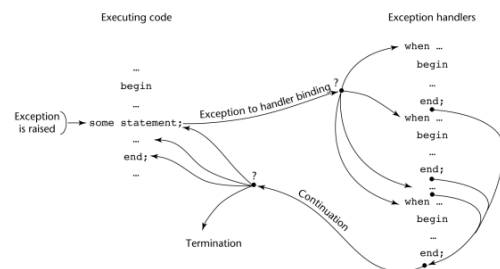 Executing code
Exception handlers
…
begin
…
Exception
is raised
some statement;
…
end;
…
Exception to handler binding
?
when …
begin
…
end;
when …
begin
…
end;
…
when …
begin
…
end;
?
Continuation
Termination